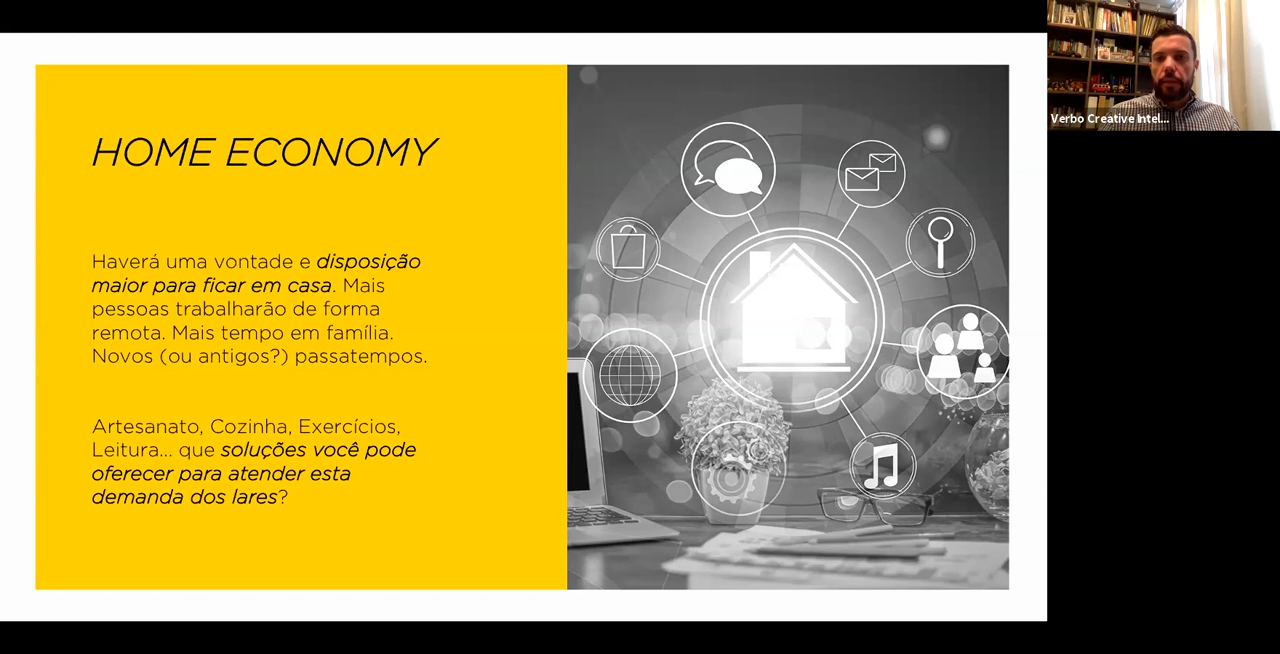 HOME ECONOMY
Haverá uma vontade e disposição
maior para ficar em casa. Mais
pessoas trabalharão de forma
remota. Mais tempo em família.
Novos (ou antigos?) passatempos.
Artesanato, Cozinha, Exercícios,
Leitura... que soluções você pode
oferecer para atender esta
demanda dos lares?
Verbo Creative Intel...